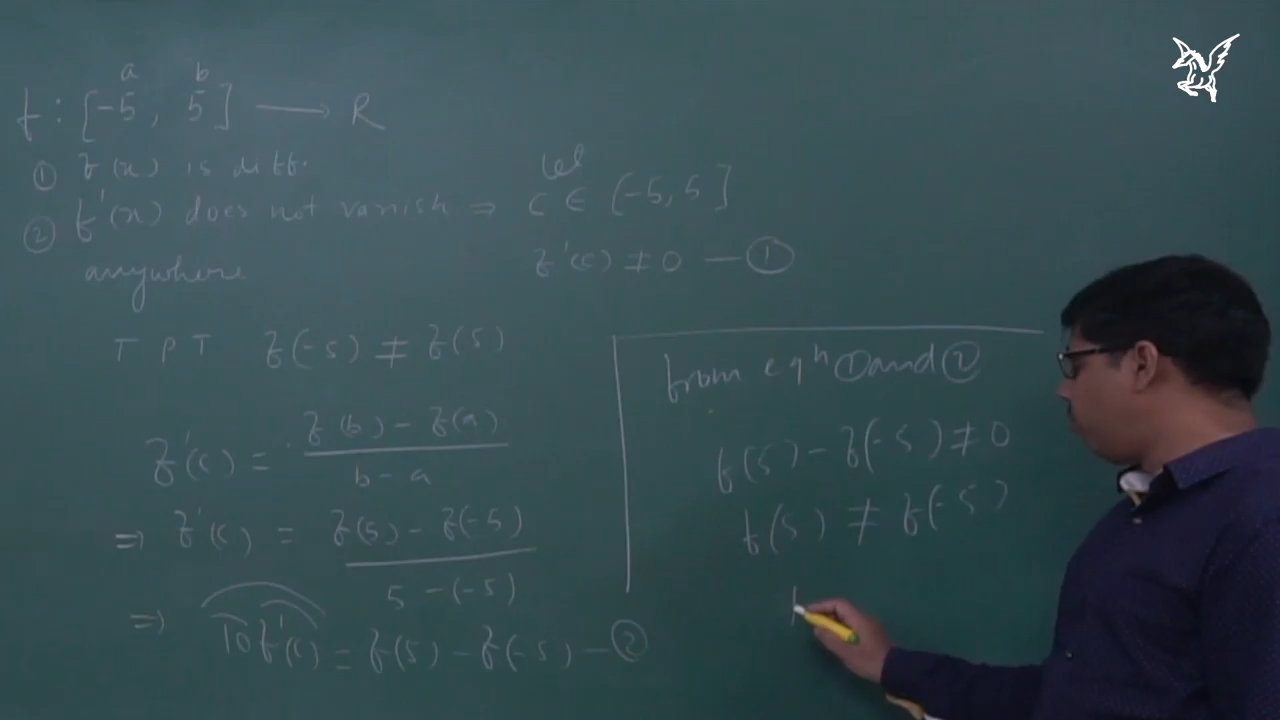 a b
f : [-5, 5] ⟶ R
① f(x) is diff.
② f'(x) does not vanish ⇒
anywhere
let
c ∈ [-5, 5]
f'(c) ≠ 0 — ①
T P T f(-5) ≠ f(5)
f'(c) = f(b) - f(a) / b - a
⇒ f'(c) = f(5) - f(-5) / 5 - (-5)
⇒ 10f'(c) = f(5) - f(-5) — ②
from eqn ① and ②
f(5) - f(-5) ≠ 0
f(5) ≠ f(-5)